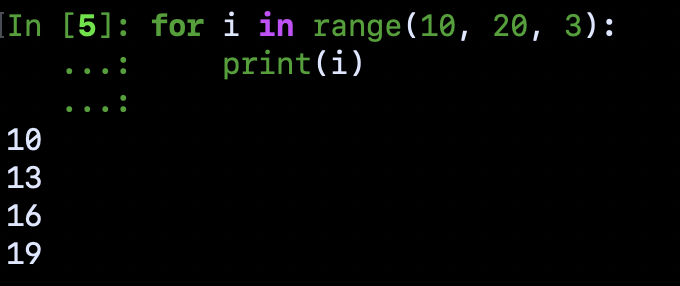 In [5]: for i in range(10, 20, 3):
   ...:     print(i)
   ...:
10
13
16
19